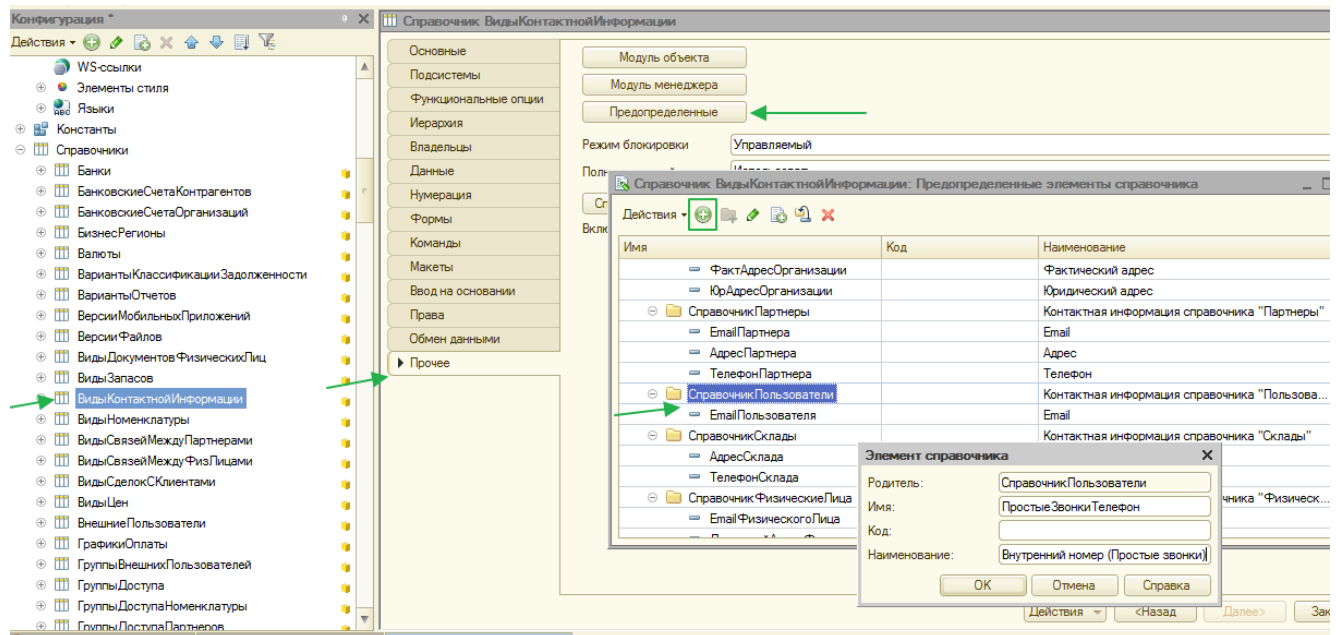 Конфигурация *
Действия
WS-ссылки
Элементы стиля
Языки
Константы
Справочники
Банки
БанковскиеСчетаКонтрагентов
БанковскиеСчетаОрганизаций
БизнесРегионы
Валюты
ВариантыКлассификацииЗадолженности
ВариантыОтчетов
ВерсииМобильныхПриложений
ВерсииФайлов
ВидыДокументовФизическихЛиц
ВидыЗапасов
ВидыКонтактнойИнформации
ВидыНоменклатуры
ВидыСвязейМеждуПартнерами
ВидыСвязейМеждуФизЛицами
ВидыСделокСКлиентами
ВидыЦен
ВнешниеПользователи
ГрафикиОплаты
ГруппыВнешнихПользователей
ГруппыДоступа
ГруппыДоступаНоменклатуры
ГруппыДоступаПартнеров
Справочник ВидыКонтактнойИнформации
Основные
Подсистемы
Функциональные опции
Иерархия
Владельцы
Данные
Нумерация
Формы
Команды
Макеты
Ввод на основании
Права
Обмен данными
Прочее
Модуль объекта
Модуль менеджера
Предопределенные
Режим блокировки Управляемый
Справочник ВидыКонтактнойИнформации: Предопределенные элементы справочника
Действия
Имя Код Наименование
ФактАдресОрганизации Фактический адрес
ЮрАдресОрганизации Юридический адрес
СправочникПартнеры Контактная информация справочника "Партнеры"
EmailПартнера Email
АдресПартнера Адрес
ТелефонПартнера Телефон
СправочникПользователи Контактная информация справочника "Пользова...
EmailПользователя Email
СправочникСклады Контактная информация справочника "Склады"
АдресСклада
ТелефонСклада
СправочникФизическиеЛица чника "Физическ...
EmailФизическогоЛица
Элемент справочника
Родитель: СправочникПользователи
Имя: ПростыеЗвонкиТелефон
Код:
Наименование: Внутренний номер (Простые звонки)
ОК Отмена Справка
Действия <Назад Далее> Зак